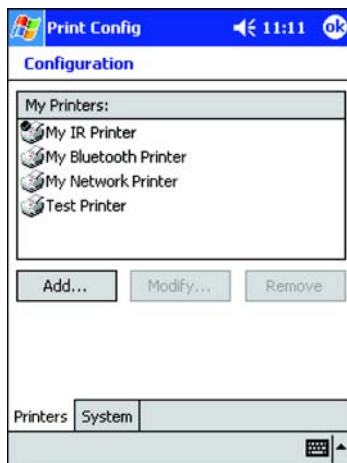 Print Config 11:11 ok
Configuration
My Printers:
My IR Printer
My Bluetooth Printer
My Network Printer
Test Printer
Add... Modify... Remove
Printers System